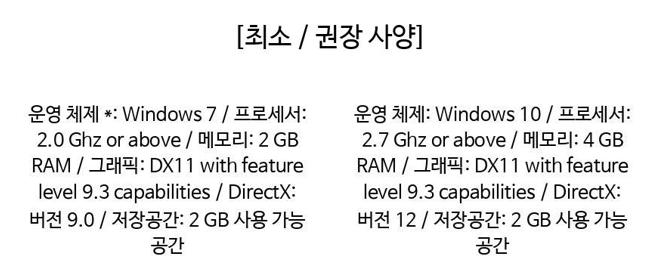 [최소 / 권장 사양]
운영 체제 *: Windows 7 / 프로세서:
2.0 Ghz or above / 메모리: 2 GB
RAM / 그래픽: DX11 with feature
level 9.3 capabilities / DirectX:
버전 9.0 / 저장공간: 2 GB 사용 가능
공간
운영 체제: Windows 10 / 프로세서:
2.7 Ghz or above / 메모리: 4 GB
RAM / 그래픽: DX11 with feature
level 9.3 capabilities / DirectX:
버전 12 / 저장공간: 2 GB 사용 가능
공간